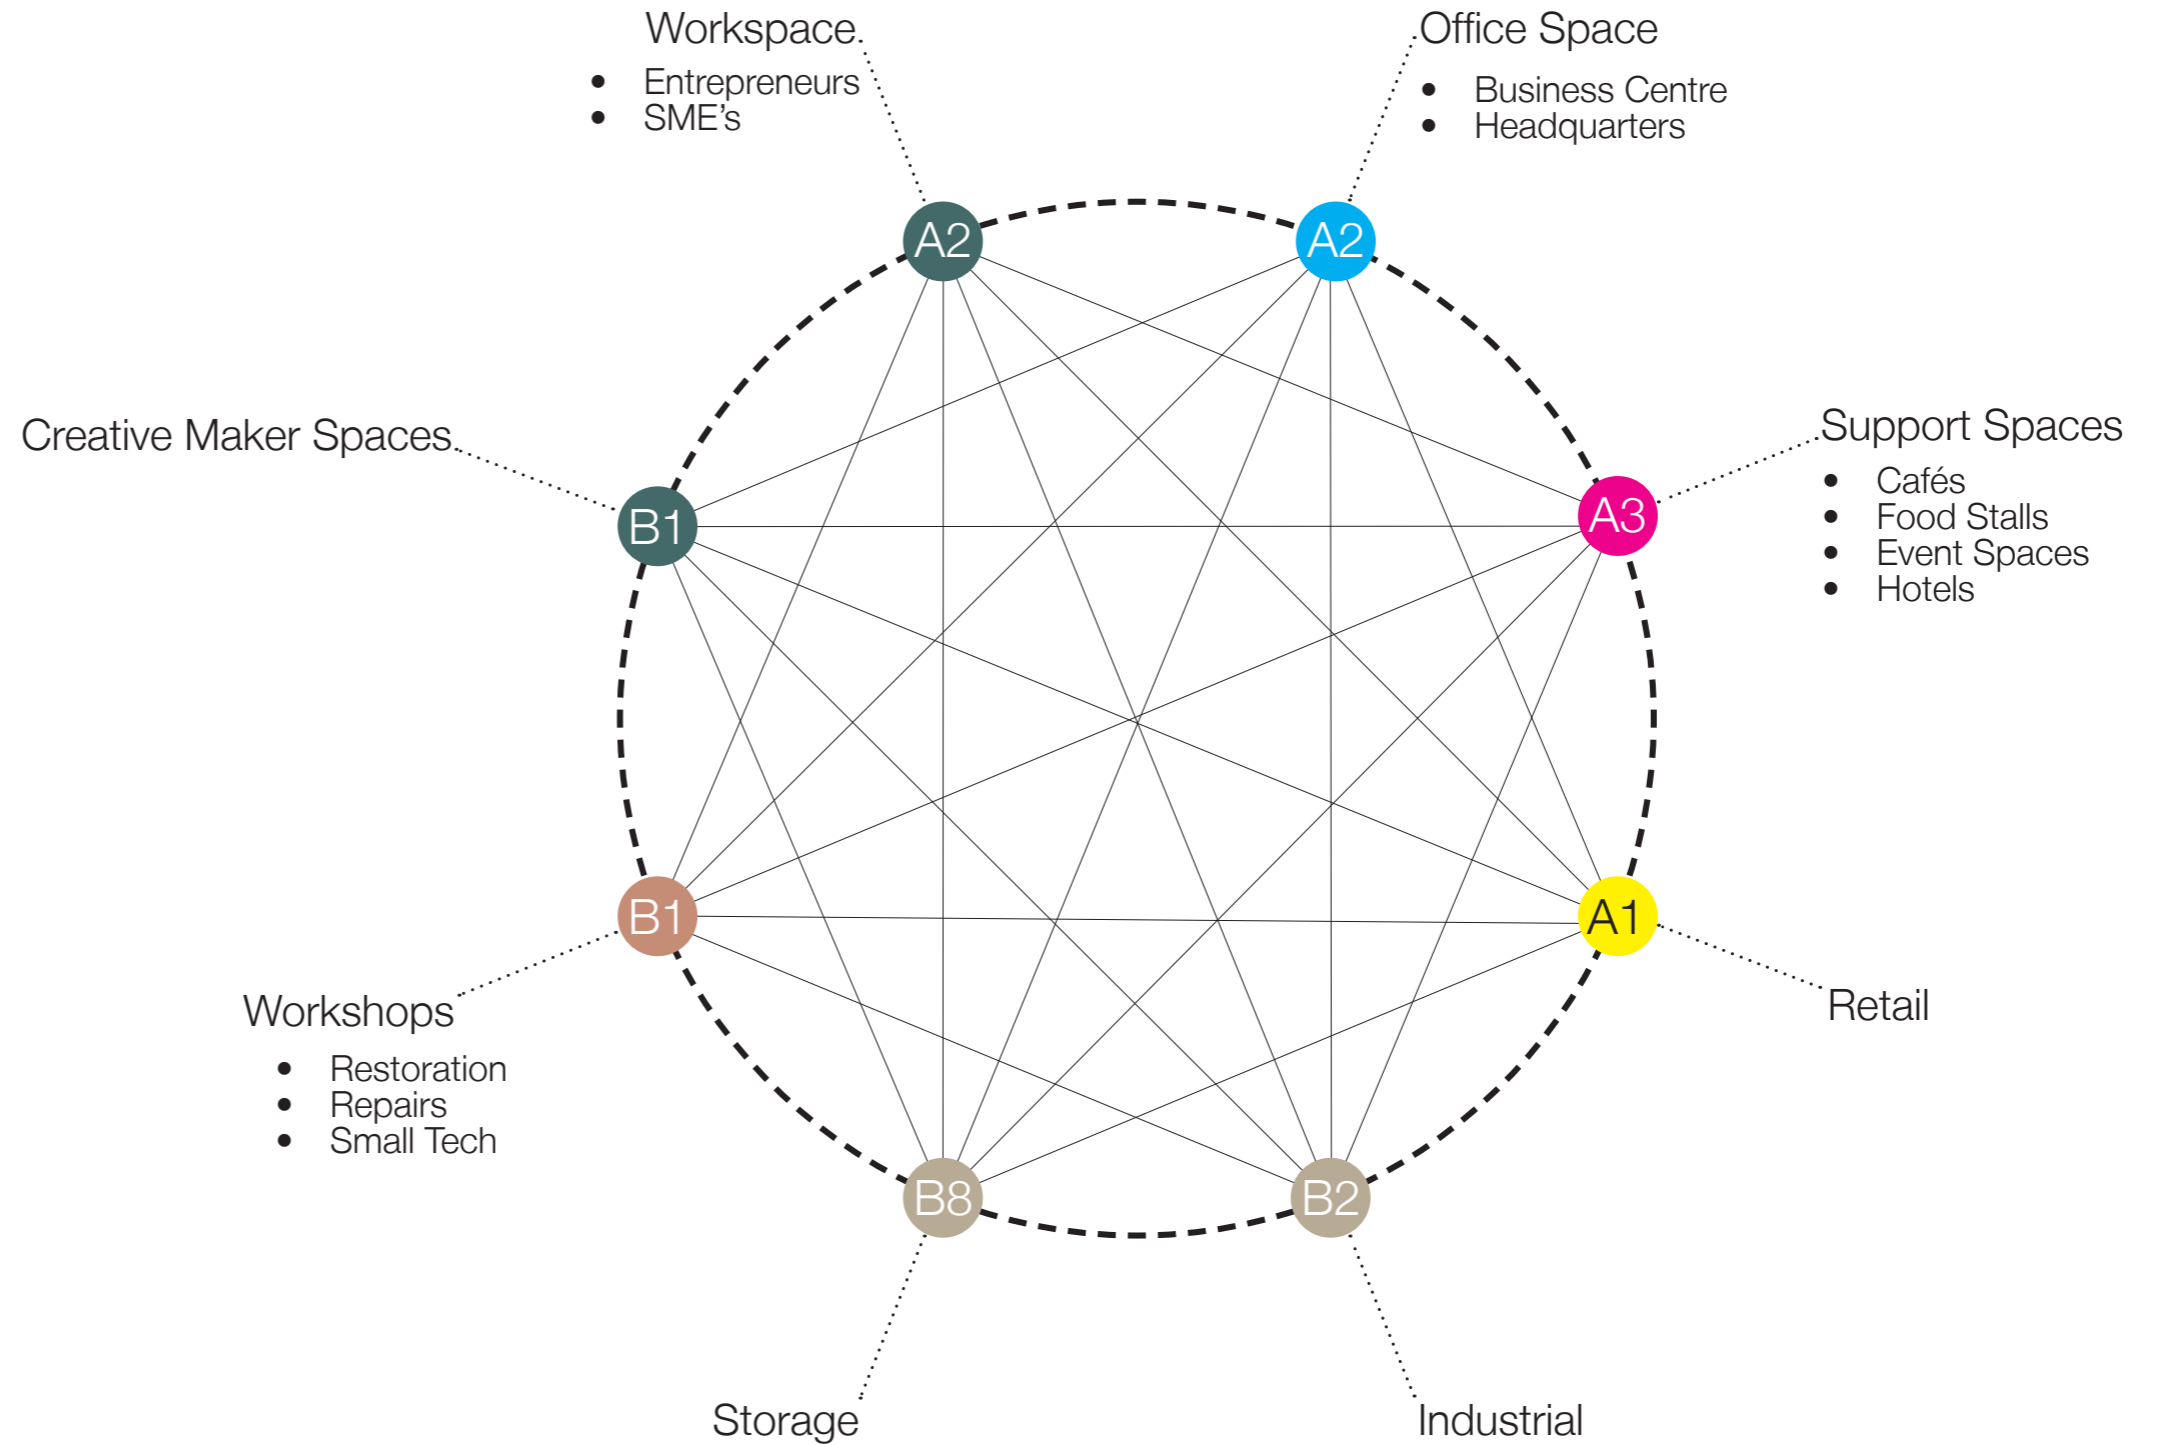 Workspace
• Entrepreneurs
• SME's
Office Space
• Business Centre
• Headquarters
A2
A2
Creative Maker Spaces
Support Spaces
• Cafés
• Food Stalls
• Event Spaces
• Hotels
B1
A3
B1
A1
Workshops
• Restoration
• Repairs
• Small Tech
Retail
B8
B2
Storage
Industrial